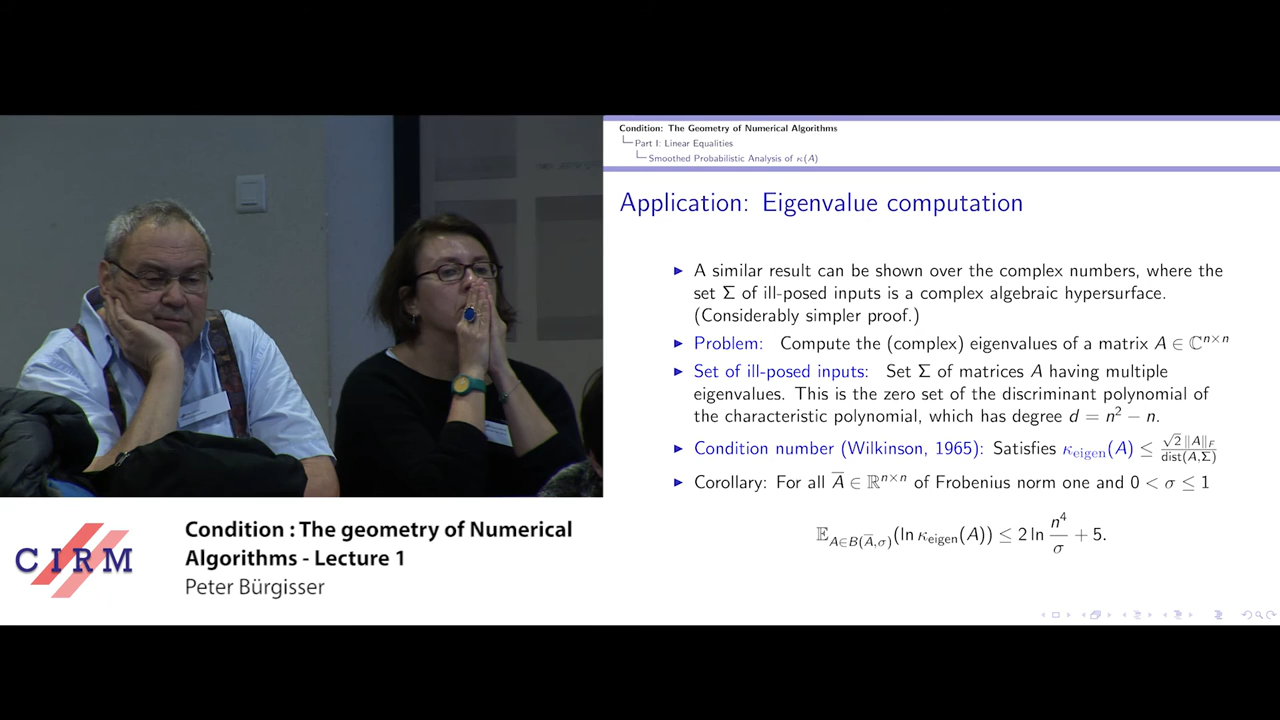 Condition: The Geometry of Numerical Algorithms
Part I: Linear Equalities
Smoothed Probabilistic Analysis of κ(A)
Application: Eigenvalue computation
A similar result can be shown over the complex numbers, where the
set Σ of ill-posed inputs is a complex algebraic hypersurface.
(Considerably simpler proof.)
Problem: Compute the (complex) eigenvalues of a matrix A ∈ ℂⁿˣⁿ
Set of ill-posed inputs: Set Σ of matrices A having multiple
eigenvalues. This is the zero set of the discriminant polynomial of
the characteristic polynomial, which has degree d = n² − n.
Condition number (Wilkinson, 1965): Satisfies κ_eigen(A) ≤ √2 ‖A‖_F / dist(A,Σ)
Corollary: For all A̅ ∈ ℝⁿˣⁿ of Frobenius norm one and 0 < σ ≤ 1
𝔼_{A∈B(A̅,σ)}(ln κ_eigen(A)) ≤ 2 ln n⁴/σ + 5.
CIRM
Condition : The geometry of Numerical
Algorithms - Lecture 1
Peter Bürgisser